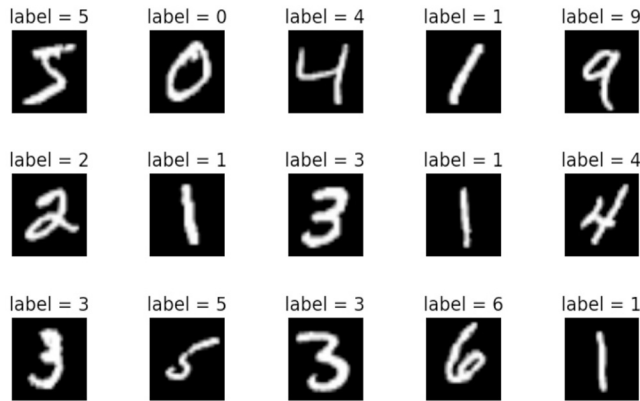 label = 5 label = 0 label = 4 label = 1 label = 9
5 0 4 1 9
label = 2 label = 1 label = 3 label = 1 label = 4
2 1 3 1 4
label = 3 label = 5 label = 3 label = 6 label = 1
3 5 3 6 1